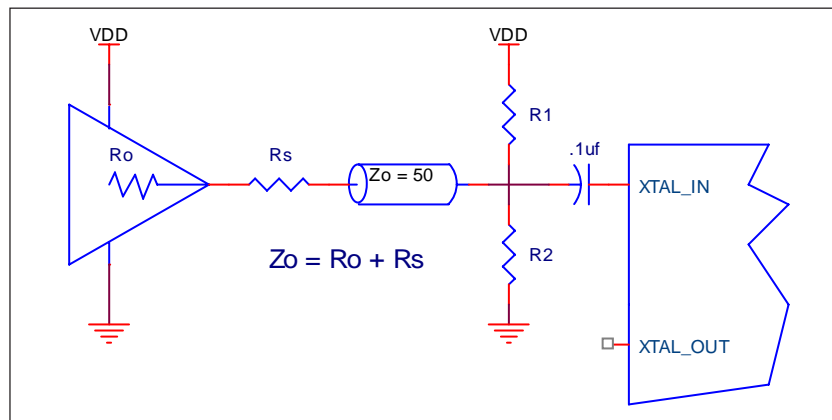 VDD
VDD
R1
Ro
Rs
Zo = 50
.1uf
XTAL_IN
Zo = Ro + Rs
R2
XTAL_OUT